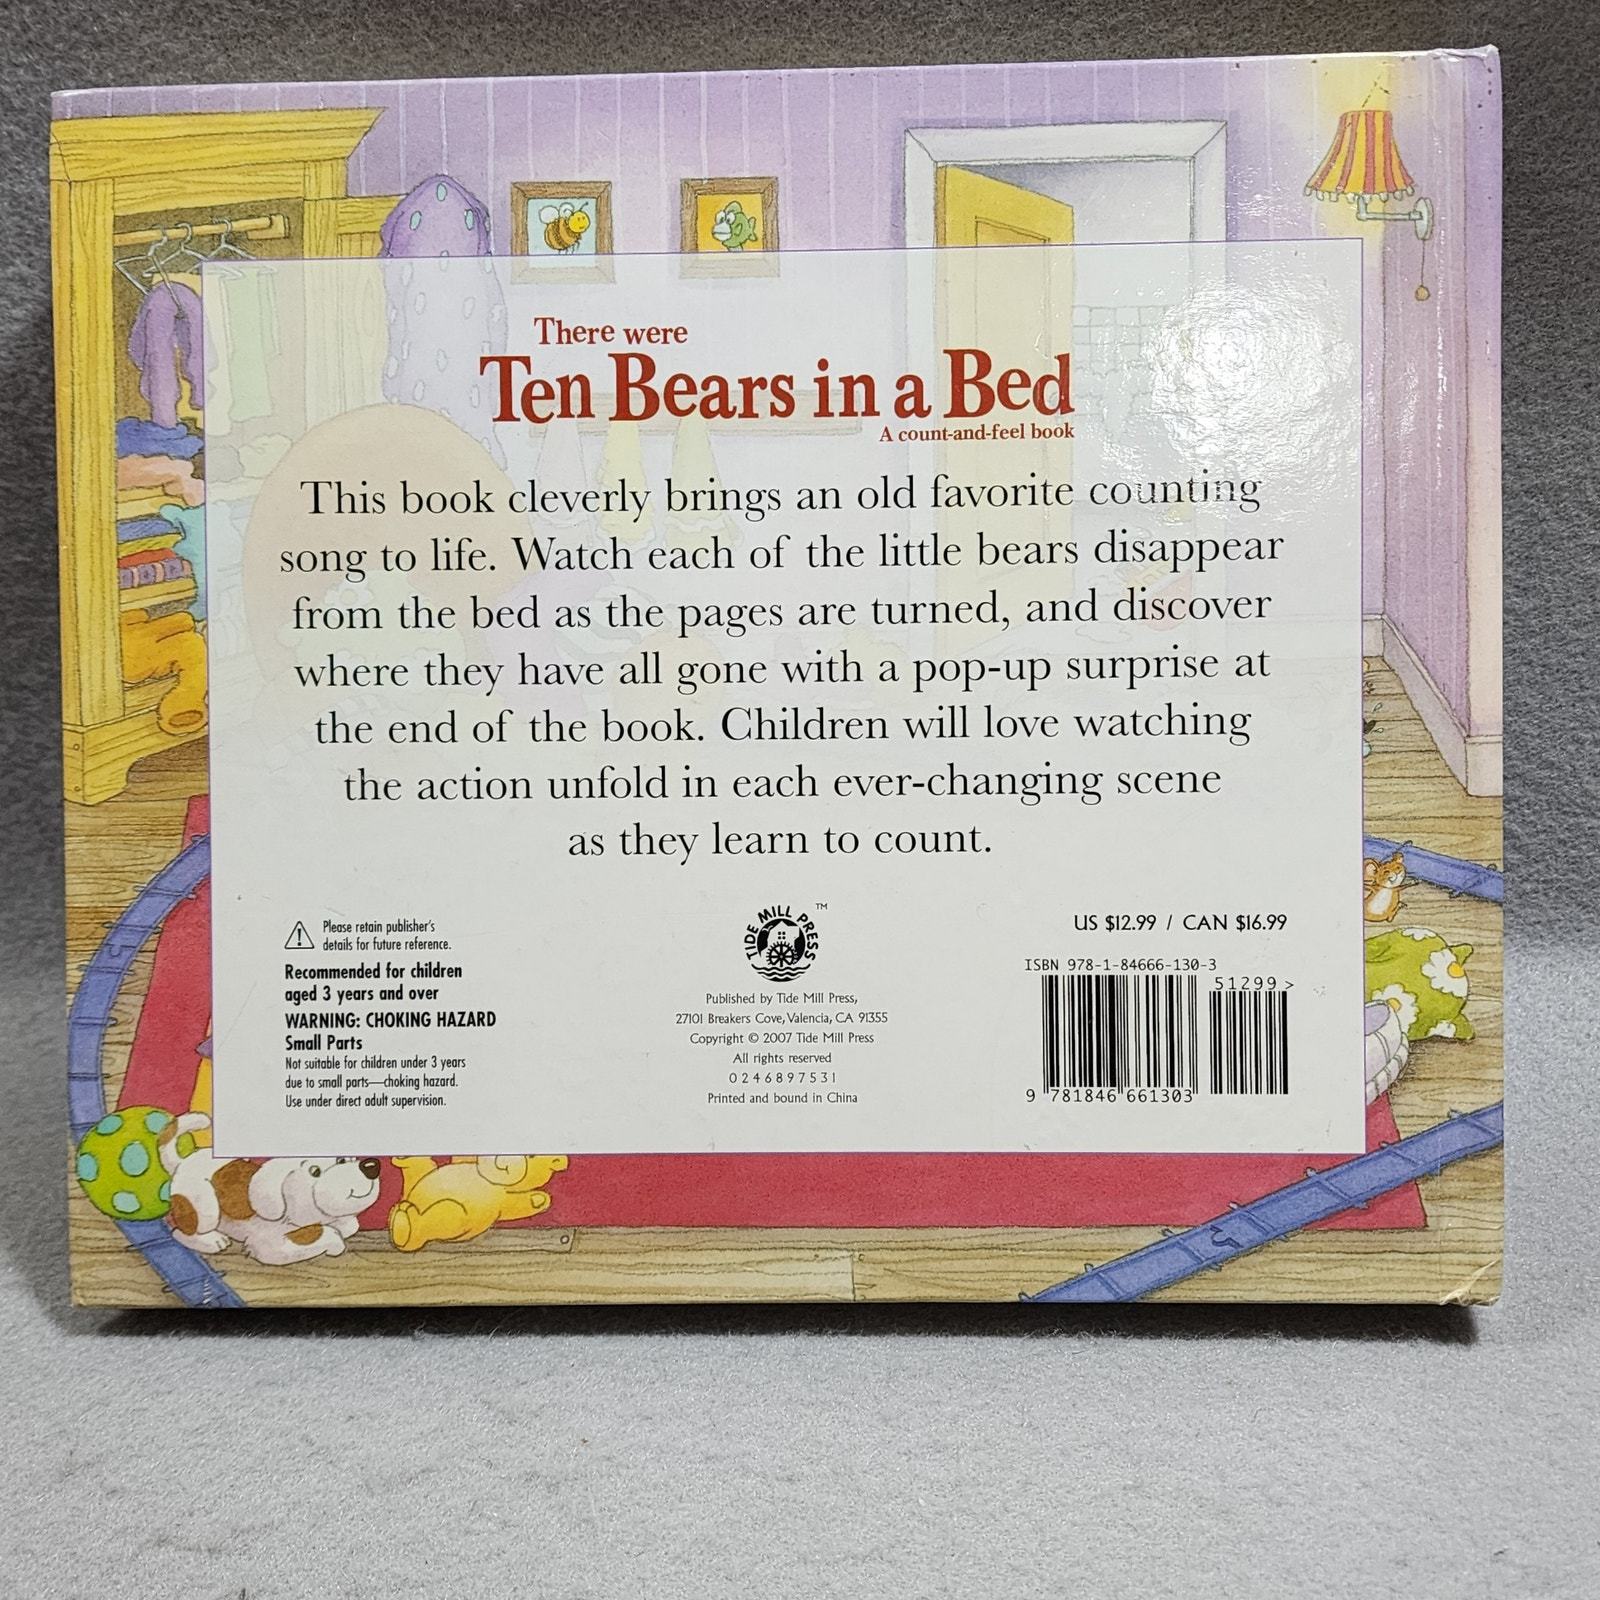 There were
Ten Bears in a Bed
A count-and-feel book
This book cleverly brings an old favorite counting
song to life. Watch each of the little bears disappear
from the bed as the pages are turned, and discover
where they have all gone with a pop-up surprise at
the end of the book. Children will love watching
the action unfold in each ever-changing scene
as they learn to count.
Please retain publisher's
details for future reference.
Recommended for children
aged 3 years and over
WARNING: CHOKING HAZARD
Small Parts
Not suitable for children under 3 years
due to small parts—choking hazard.
Use under direct adult supervision.
TIDE MILL PRESS ™
Published by Tide Mill Press,
27101 Breakers Cove, Valencia, CA 91355
Copyright © 2007 Tide Mill Press
All rights reserved
0 2 4 6 8 9 7 5 3 1
Printed and bound in China
US $12.99 / CAN $16.99
ISBN 978-1-84666-130-3
51299 >
9 781846 661303